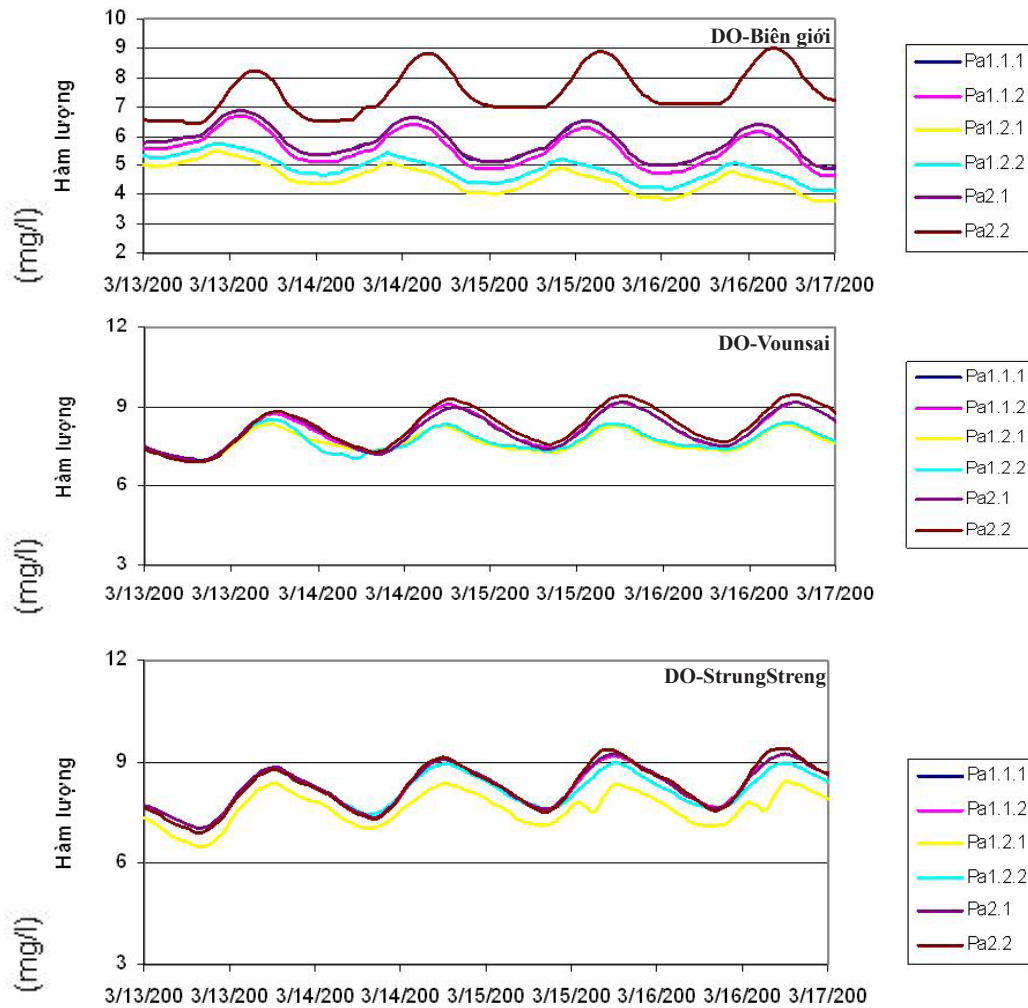 DO-Biên giới
Hàm lượng
(mg/l)
10
9
8
7
6
5
4
3
2
3/13/200 3/13/200 3/14/200 3/14/200 3/15/200 3/15/200 3/16/200 3/16/200 3/17/200
Pa1.1.1
Pa1.1.2
Pa1.2.1
Pa1.2.2
Pa2.1
Pa2.2
DO-Vounsai
Hàm lượng
(mg/l)
12
9
6
3
3/13/200 3/13/200 3/14/200 3/14/200 3/15/200 3/15/200 3/16/200 3/16/200 3/17/200
Pa1.1.1
Pa1.1.2
Pa1.2.1
Pa1.2.2
Pa2.1
Pa2.2
DO-StrungStreng
Hàm lượng
(mg/l)
12
9
6
3
3/13/200 3/13/200 3/14/200 3/14/200 3/15/200 3/15/200 3/16/200 3/16/200 3/17/200
Pa1.1.1
Pa1.1.2
Pa1.2.1
Pa1.2.2
Pa2.1
Pa2.2